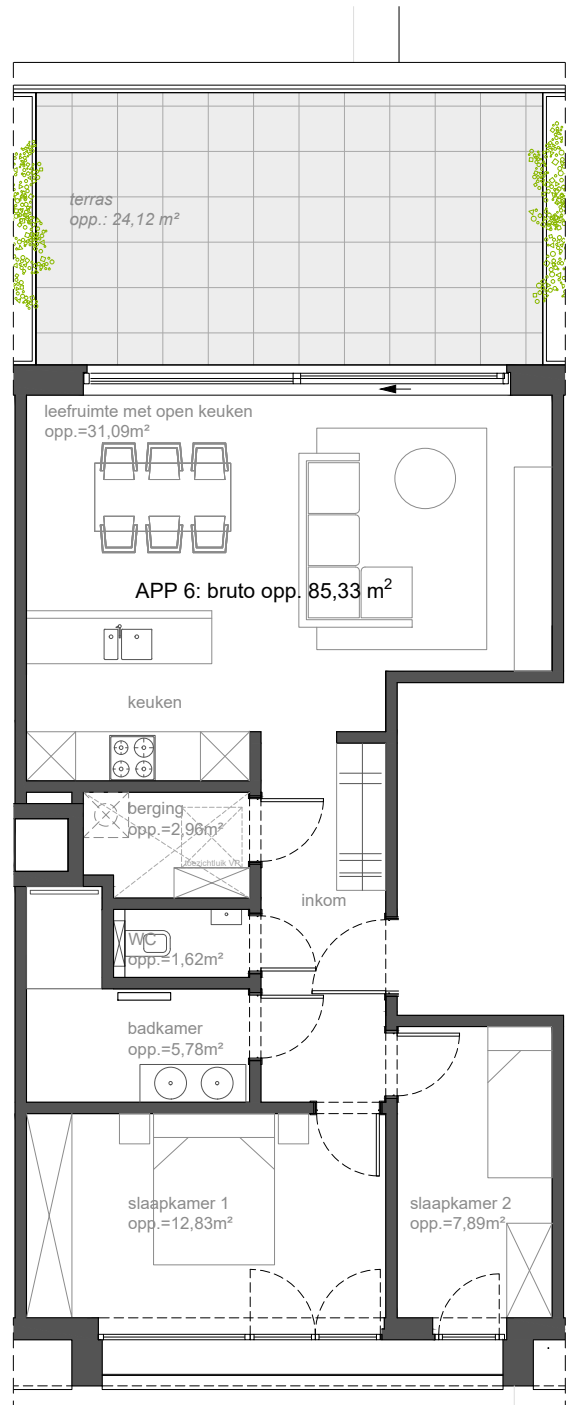 terras
opp.: 24,12 m²
leefruimte met open keuken
opp.=31,09m²
APP 6: bruto opp. 85,33 m²
keuken
berging
opp.=2,96m²
toezichtluik VR
inkom
WC
opp.=1,62m²
badkamer
opp.=5,78m²
slaapkamer 1
opp.=12,83m²
slaapkamer 2
opp.=7,89m²